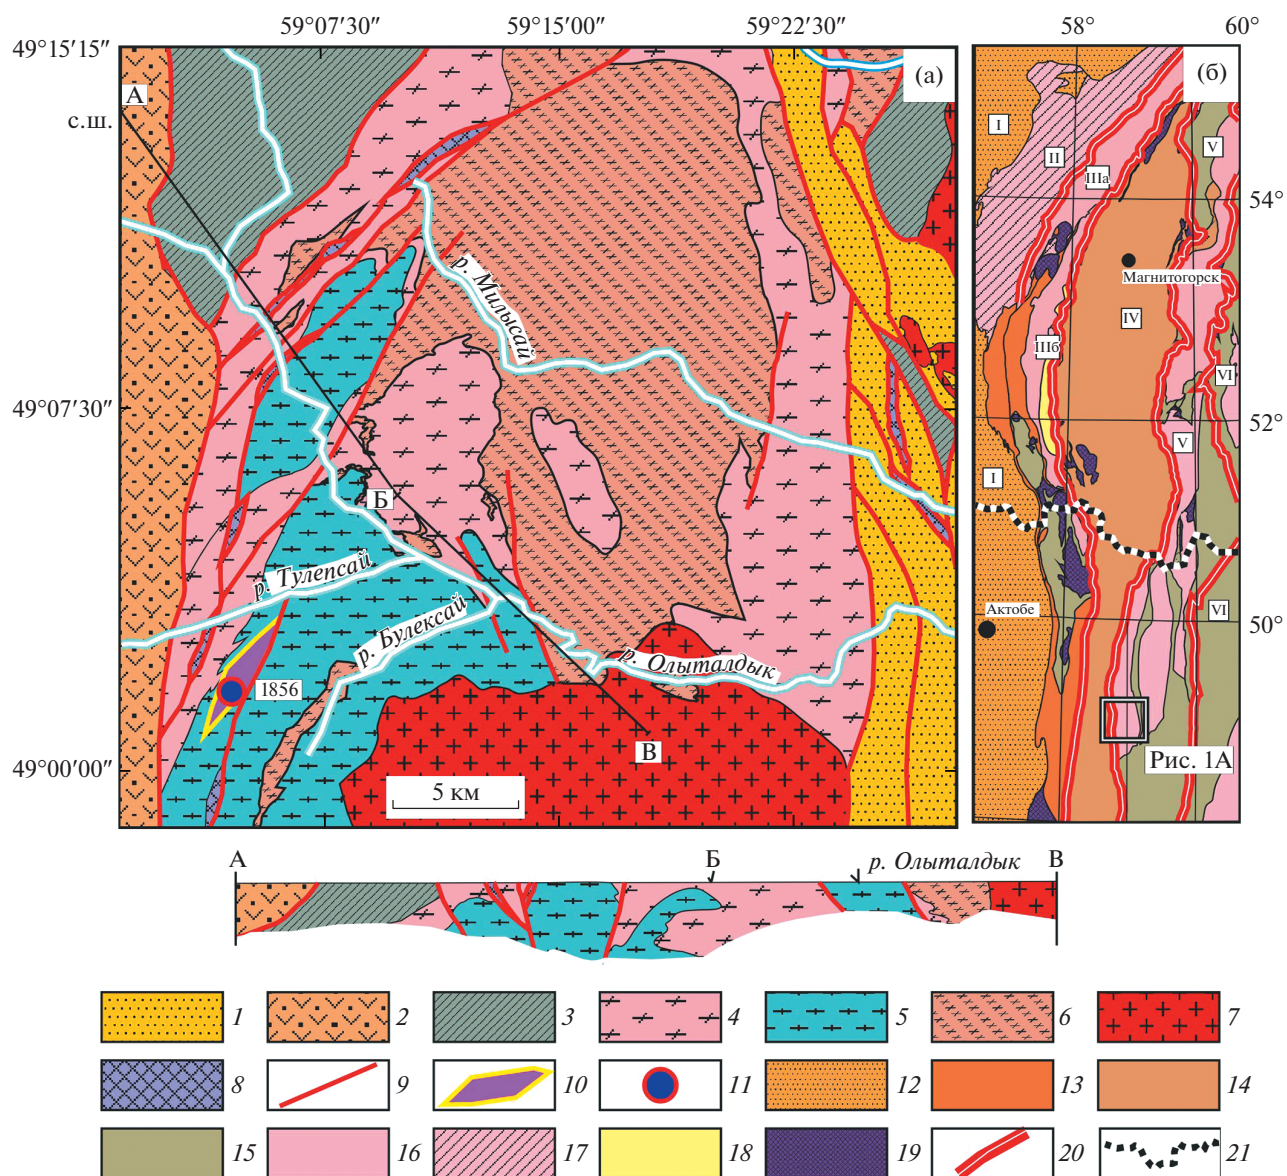 59°07′30″ 59°15′00″ 59°22′30″ 58° 60°
49°15′15″
с.ш.
49°07′30″
49°00′00″
(а)
А
Б
В
р. Милысай
р. Тулепсай
р. Булексай
р. Олыталдык
1856
5 км
(б)
I
II
IIIа
V
54°
Магнитогорск
IV
IIIб
VI
52°
V
I
Актобе
VI
50°
Рис. 1А
А Б р. Олыталдык В
1 2 3 4 5 6 7
8 9 10 11 12 13 14
15 16 17 18 19 20 21